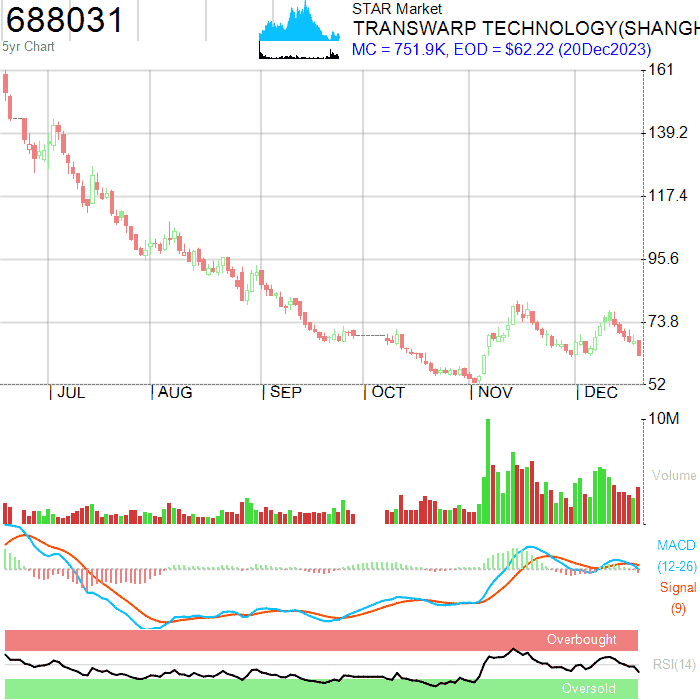 688031
5yr Chart
STAR Market
TRANSWARP TECHNOLOGY(SHANGH
MC = 751.9K, EOD = $62.22 (20Dec2023)
161
139.2
117.4
95.6
73.8
52
JUL AUG SEP OCT NOV DEC
10M
Volume
MACD
(12-26)
Signal
(9)
Overbought
RSI(14)
Oversold